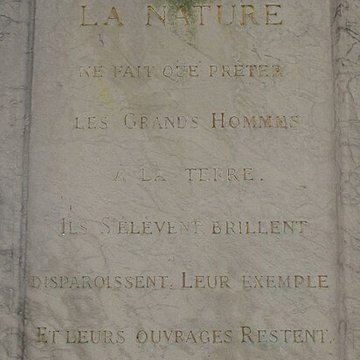 LA NATURE
NE FAIT QUE PRÊTER
LES GRANDS HOMMES
A LA TERRE.
ILS S'ELÈVENT, BRILLENT
DISPAROISSENT; LEUR EXEMPLE
ET LEURS OUVRAGES RESTENT.